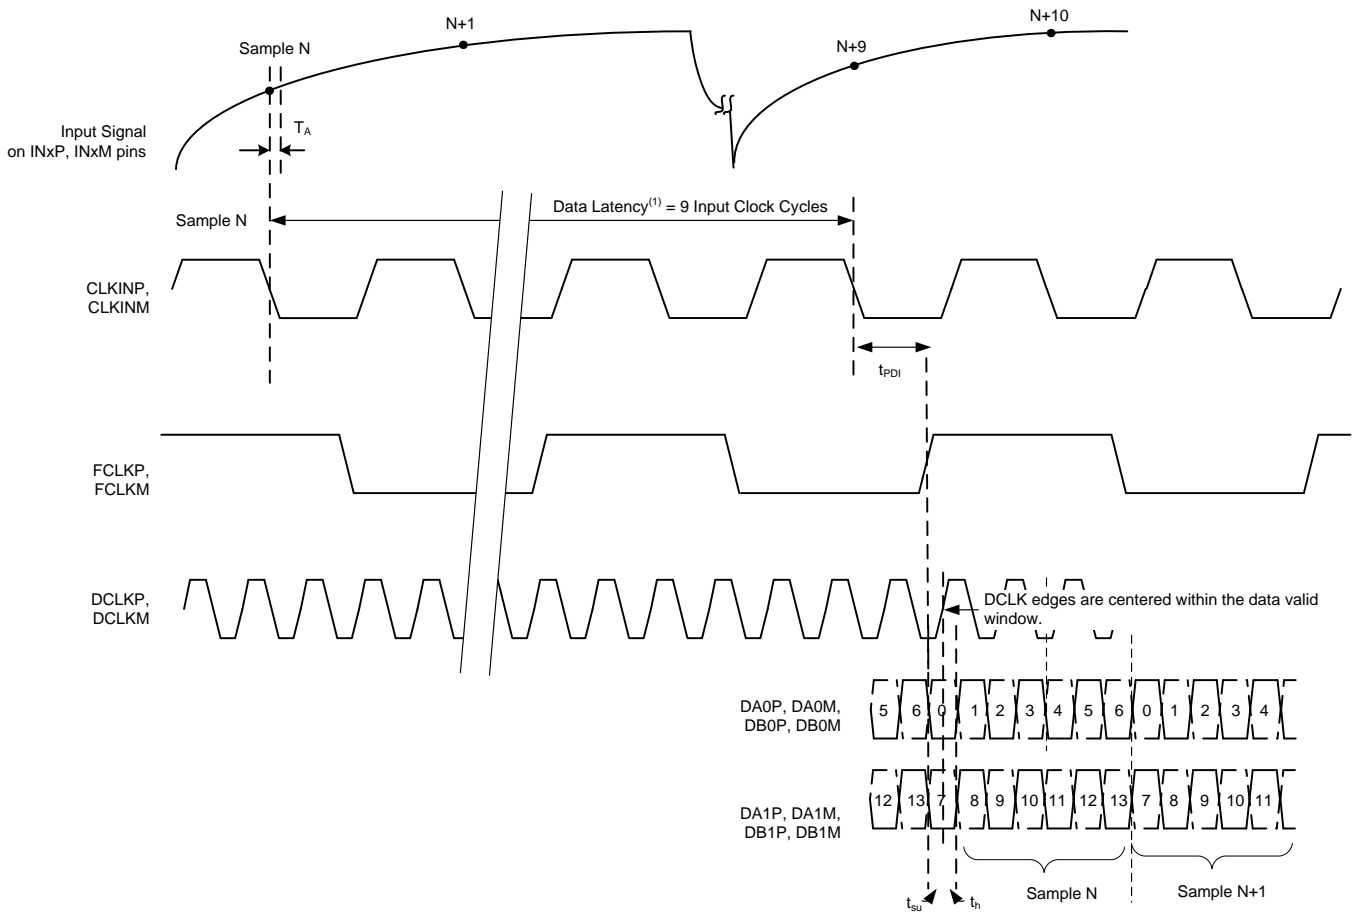 N+10
N+1
N+9
Sample N
T_A
Input Signal
on INxP, INxM pins
Sample N
Data Latency(1) = 9 Input Clock Cycles
CLKINP,
CLKINM
tPDI
FCLKP,
FCLKM
DCLKP,
DCLKM
DCLK edges are centered within the data valid
window.
DA0P, DA0M,
DB0P, DB0M
5 6 0 1 2 3 4 5 6 0 1 2 3 4
DA1P, DA1M,
DB1P, DB1M
12 13 7 8 9 10 11 12 13 7 8 9 10 11
Sample N
Sample N+1
tsu
th